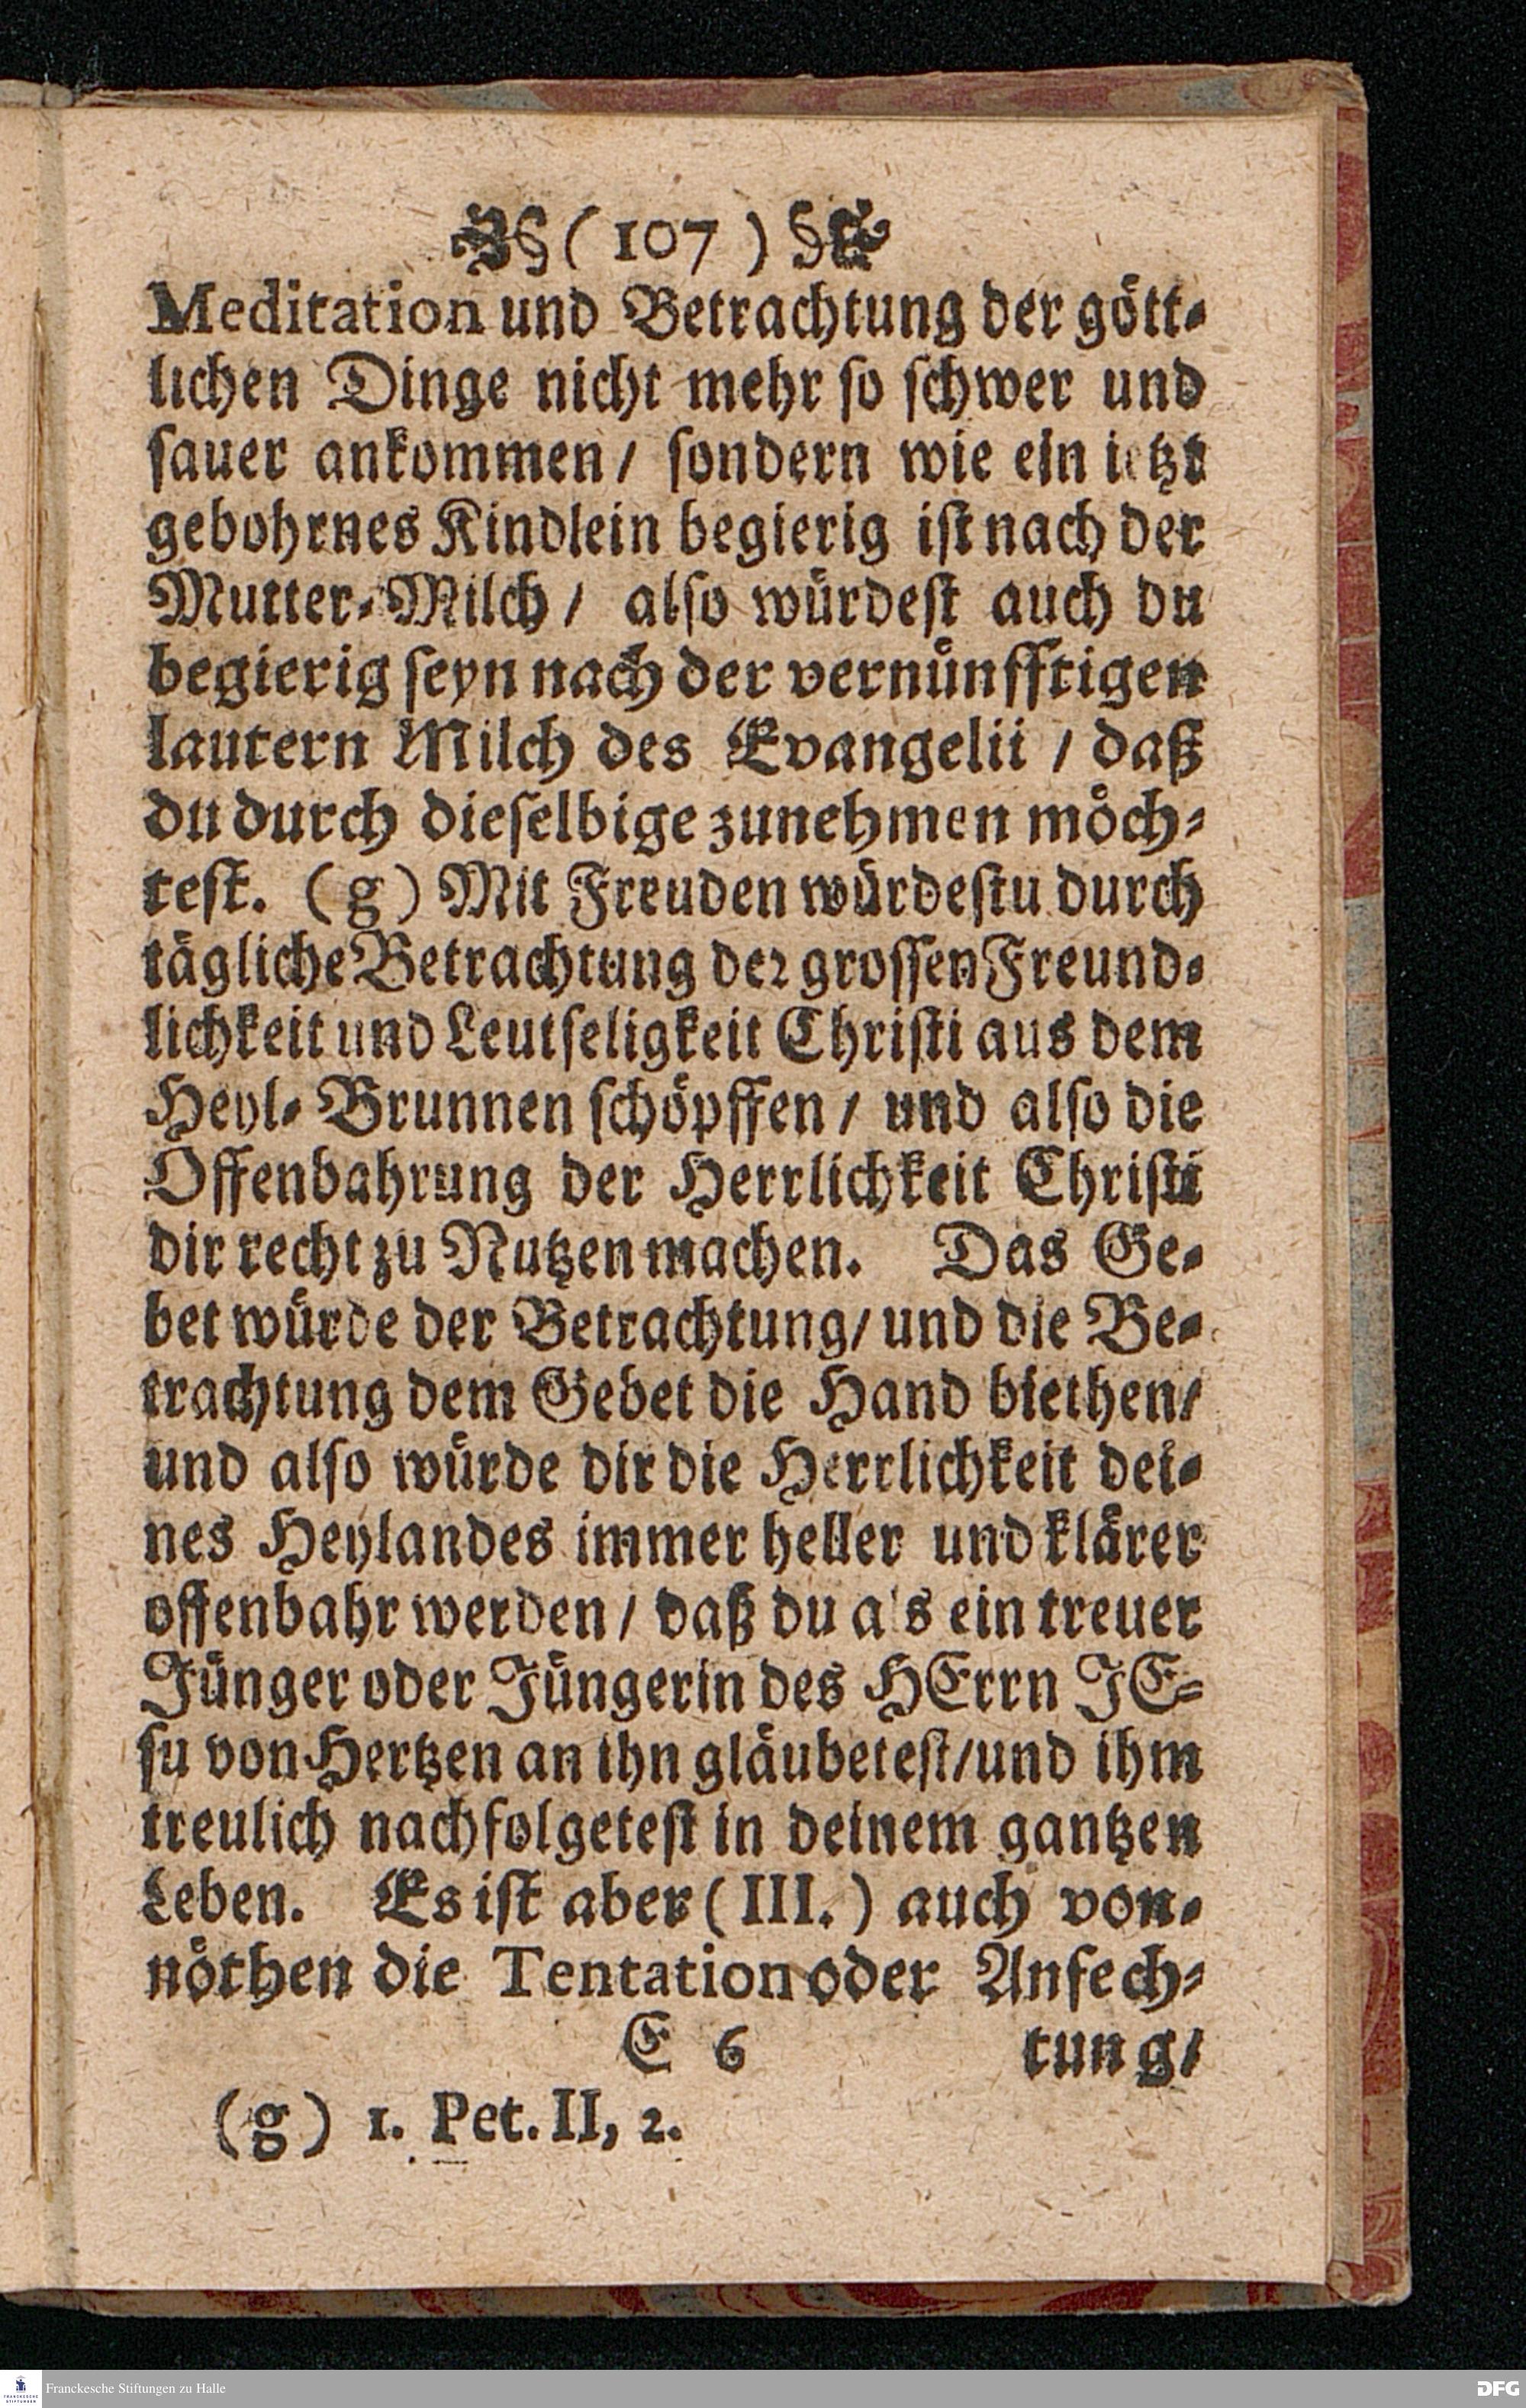 § ( 107 ) §
Meditation und Betrachtung der gött-
lichen Dinge nicht mehr so schwer und
sauer ankommen / sondern wie ein ietzt
gebohrnes Kindlein begierig ist nach der
Mutter-Milch / also würdest auch du
begierig seyn nach der vernünfftigen
lautern Milch des Evangelii / daß
du durch dieselbige zunehmen möch-
test. (g) Mit Freuden würdestu durch
tägliche Betrachtung der grossen Freund-
lichkeit und Leutseligkeit Christi aus dem
Heyl-Brunnen schöpffen / und also die
Offenbahrung der Herrlichkeit Christi
dir recht zu Nutzen machen. Das Ge-
bet würde der Betrachtung / und die Be-
trachtung dem Gebet die Hand biethen /
und also würde dir die Herrlichkeit dei-
nes Heylandes immer heller und klärer
offenbahr werden / daß du als ein treuer
Jünger oder Jüngerin des HErrn JE-
su von Hertzen an ihn gläubetest / und ihm
treulich nachfolgetest in deinem gantzen
Leben. Es ist aber (III.) auch von-
nöthen die Tentation oder Anfech-
E 6 tung /
(g) 1. Pet. II, 2.
Franckesche Stiftungen zu Halle
DFG